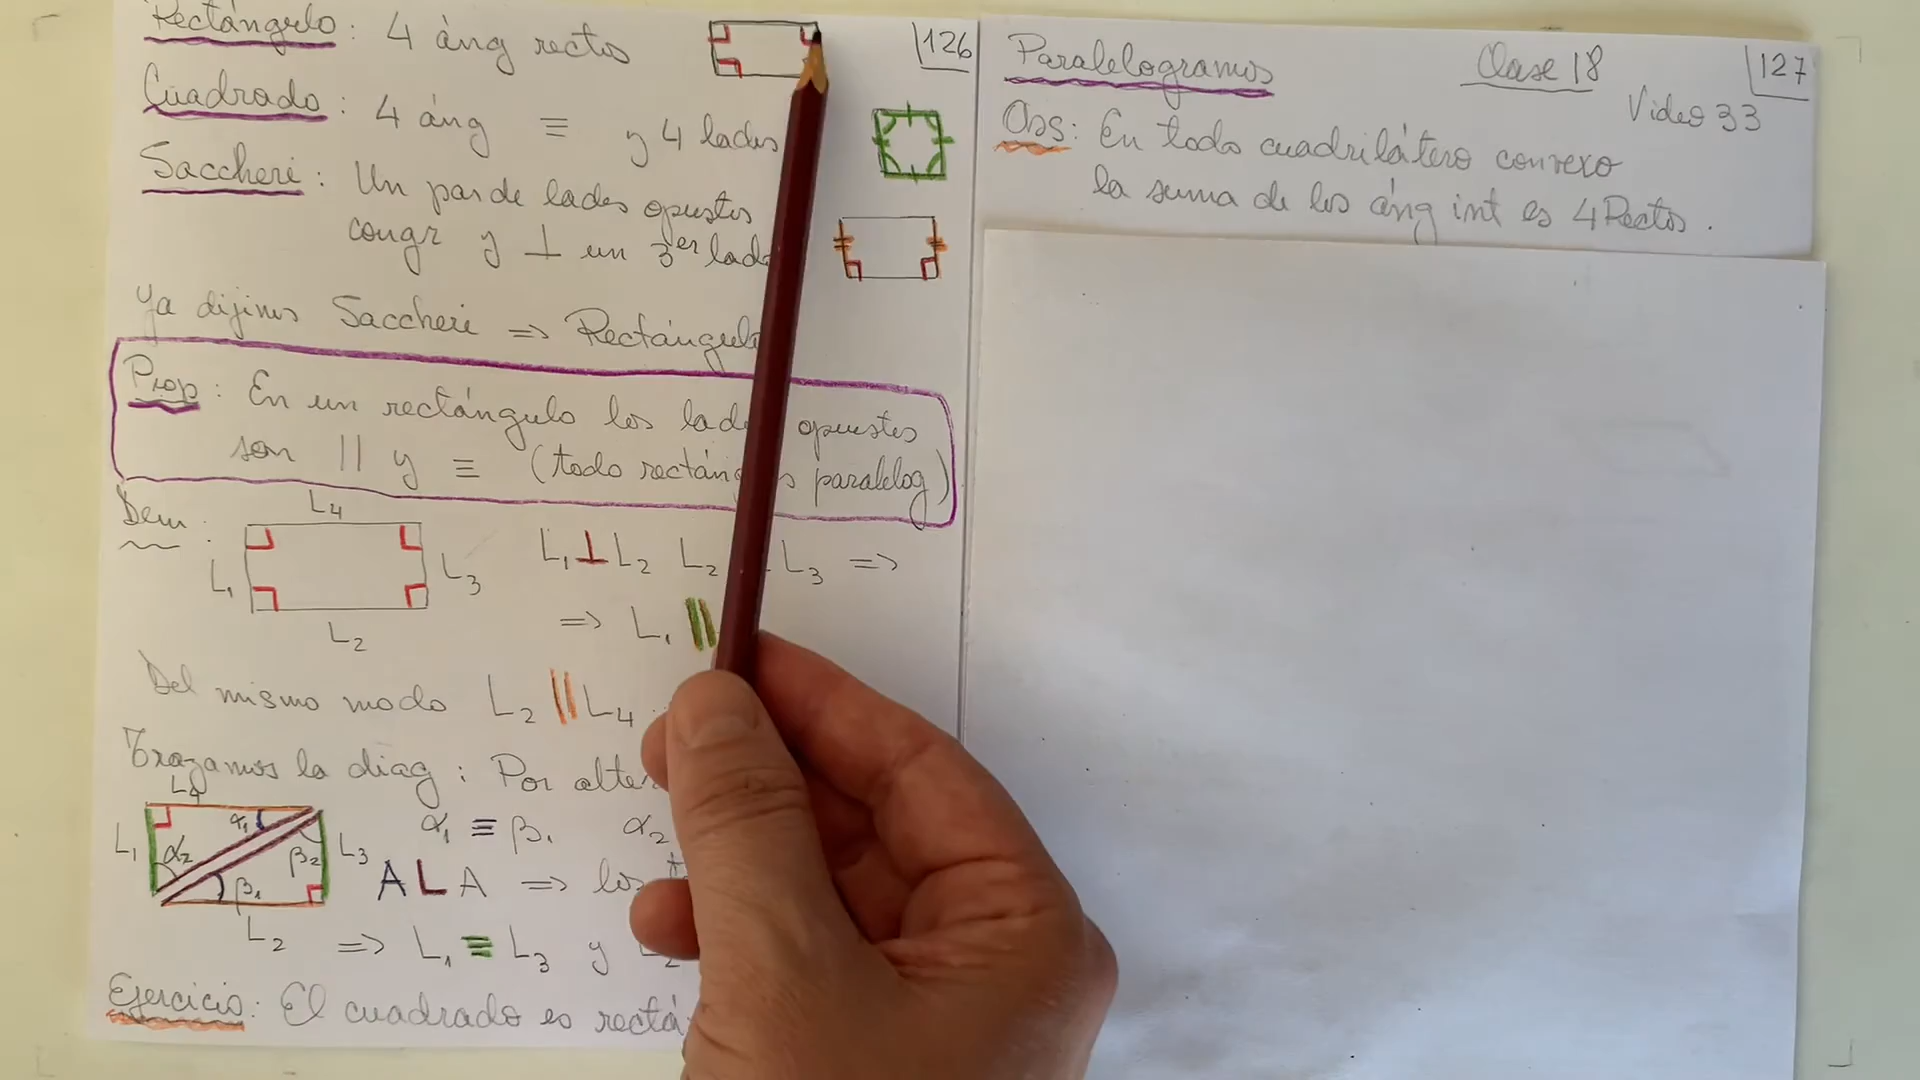 Rectángulo: 4 áng rectos
126
Cuadrado: 4 áng ≡ y 4 lados
Saccheri: Un par de lados opuestos
congr y ⊥ un 3er lado
Ya dijimos Saccheri => Rectángulo
Prop: En un rectángulo los lados opuestos
son || y ≡ (todo rectáng s paralelog)
Dem:
L4
L1
L3
L2
L1 ⊥ L2 L2 L3 =>
=> L1 ||
Del mismo modo L2 || L4
Trazamos la diag: Por alter
L4
L1
α1
α2
β2
β1
L3
L2
α1 ≡ β1 α2
A L A => los
=> L1 ≡ L3 y L2
Ejercicio: El cuadrado es rectá
Paralelogramos Clase 18
127
Video 33
Obs: En todo cuadrilátero convexo
la suma de los áng int es 4 Rectos.